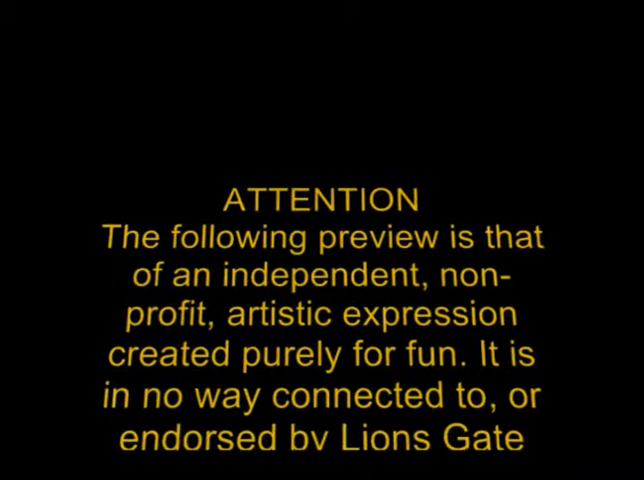 ATTENTION
The following preview is that
of an independent, non-
profit, artistic expression
created purely for fun. It is
in no way connected to, or
endorsed by Lions Gate